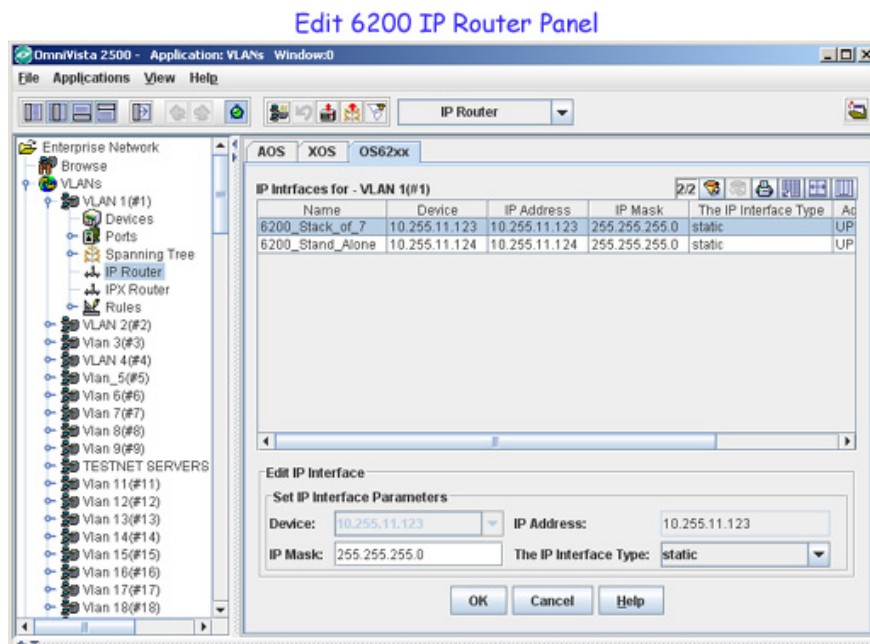 Edit 6200 IP Router Panel
OmniVista 2500 - Application: VLANs Window:0
File Applications View Help
IP Router
Enterprise Network
Browse
VLANs
VLAN 1(#1)
Devices
Ports
Spanning Tree
IP Router
IPX Router
Rules
VLAN 2(#2)
Vlan 3(#3)
VLAN 4(#4)
Vlan_5(#5)
Vlan 6(#6)
Vlan 7(#7)
Vlan 8(#8)
Vlan 9(#9)
TESTNET SERVERS
Vlan 11(#11)
Vlan 12(#12)
Vlan 13(#13)
Vlan 14(#14)
Vlan 15(#15)
Vlan 16(#16)
Vlan 17(#17)
Vlan 18(#18)
AOS XOS OS62xx
IP Intrfaces for - VLAN 1(#1) 2/2
Name Device IP Address IP Mask The IP Interface Type Ad
6200_Stack_of_7 10.255.11.123 10.255.11.123 255.255.255.0 static UP
6200_Stand_Alone 10.255.11.124 10.255.11.124 255.255.255.0 static UP
Edit IP Interface
Set IP Interface Parameters
Device: 10.255.11.123 IP Address: 10.255.11.123
IP Mask: 255.255.255.0 The IP Interface Type: static
OK Cancel Help